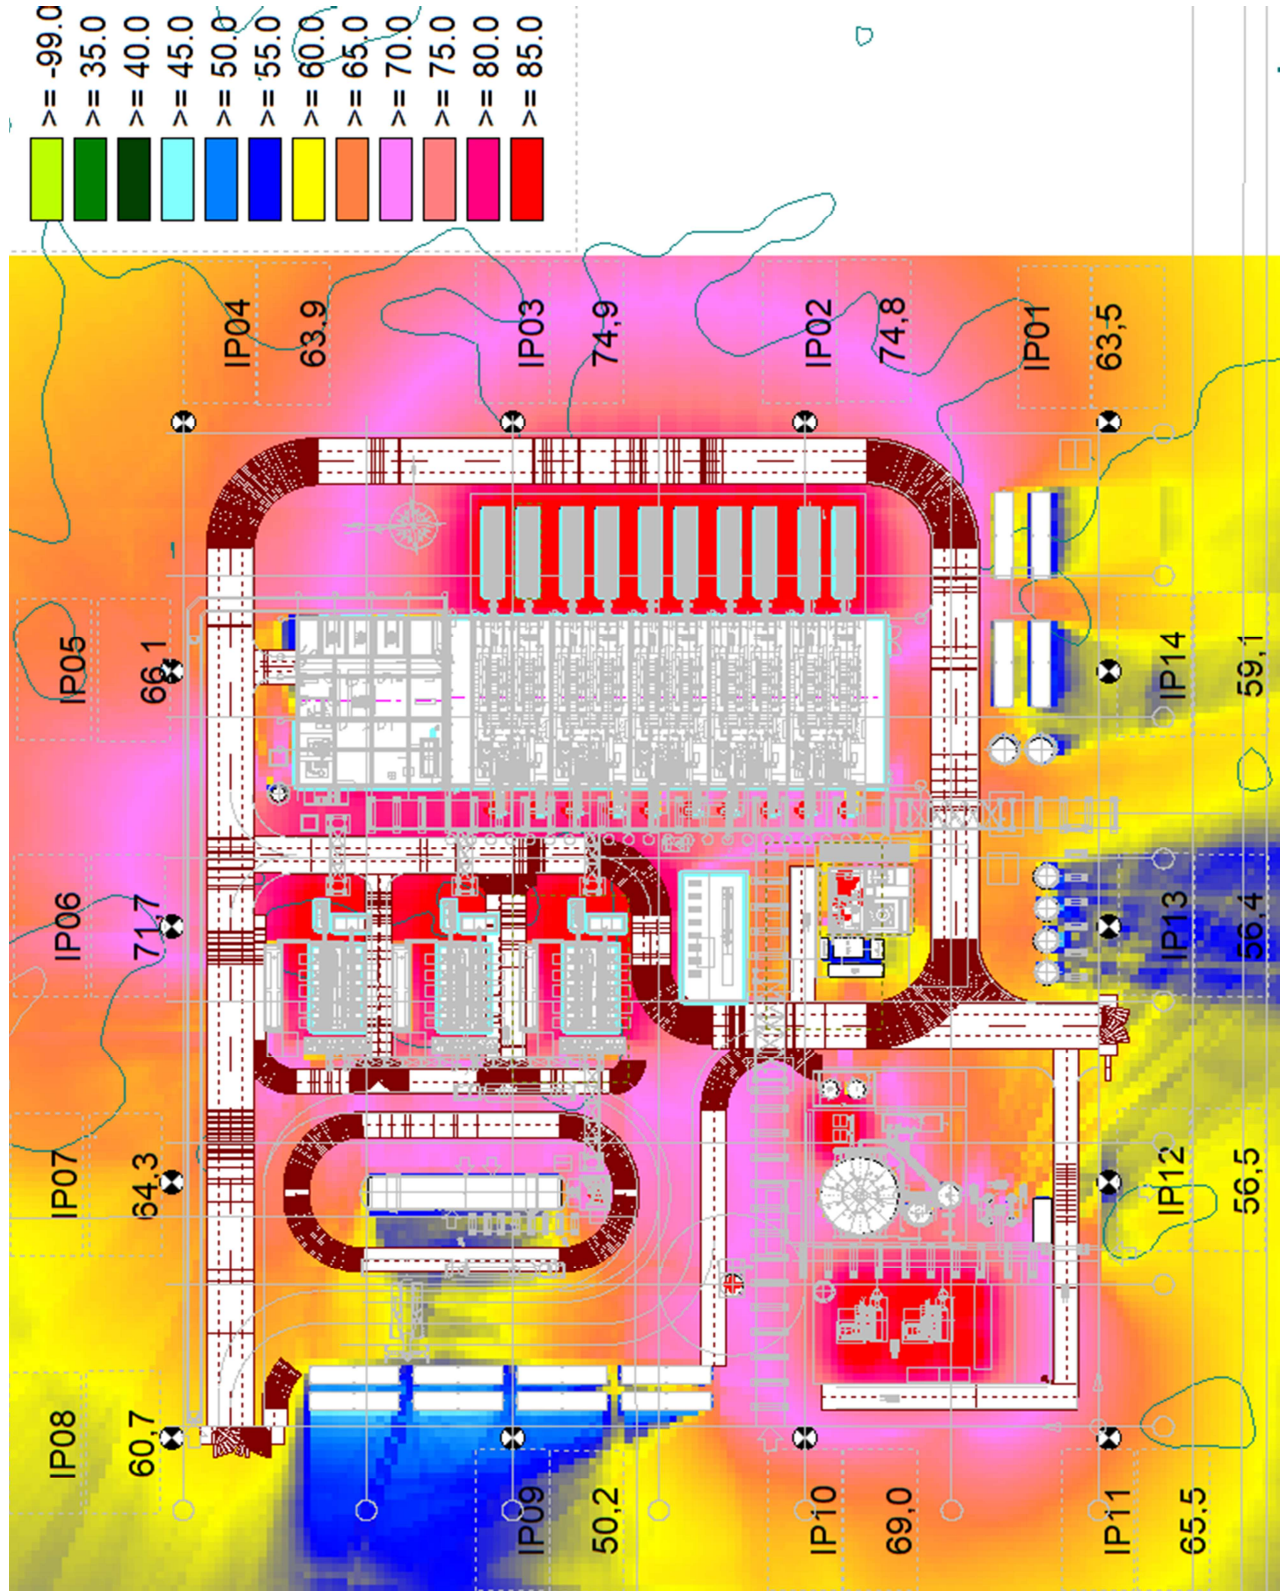 >= -99.0
>= 35.0
>= 40.0
>= 45.0
>= 50.0
>= 55.0
>= 60.0
>= 65.0
>= 70.0
>= 75.0
>= 80.0
>= 85.0
IP04
63,9
IP03
74,9
IP02
74,8
IP01
63,5
IP05
66,1
IP14
59,1
IP06
71,7
IP13
56,4
IP07
64,3
IP12
56,5
IP08
60,7
IP09
50,2
IP10
69,0
IP11
65,5